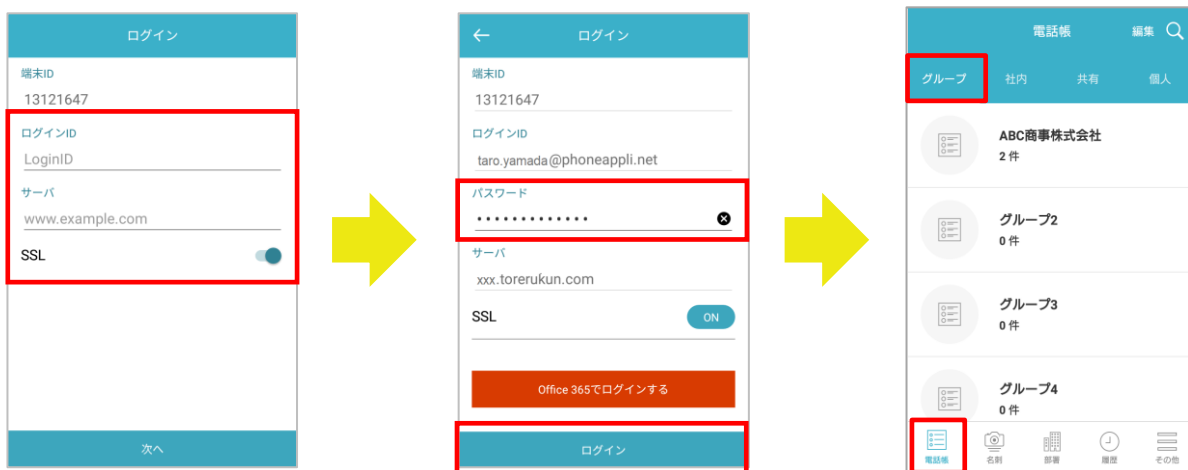 ログイン
端末ID
13121647
ログインID
LoginID
サーバ
www.example.com
SSL
次へ
ログイン
端末ID
13121647
ログインID
taro.yamada@phoneappli.net
パスワード
•••••••••••••
サーバ
xxx.torerukun.com
SSL
ON
Office 365でログインする
ログイン
電話帳 編集
グループ 社内 共有 個人
ABC商事株式会社
2 件
グループ2
0 件
グループ3
0 件
グループ4
0 件
電話帳 名刺 部署 履歴 その他